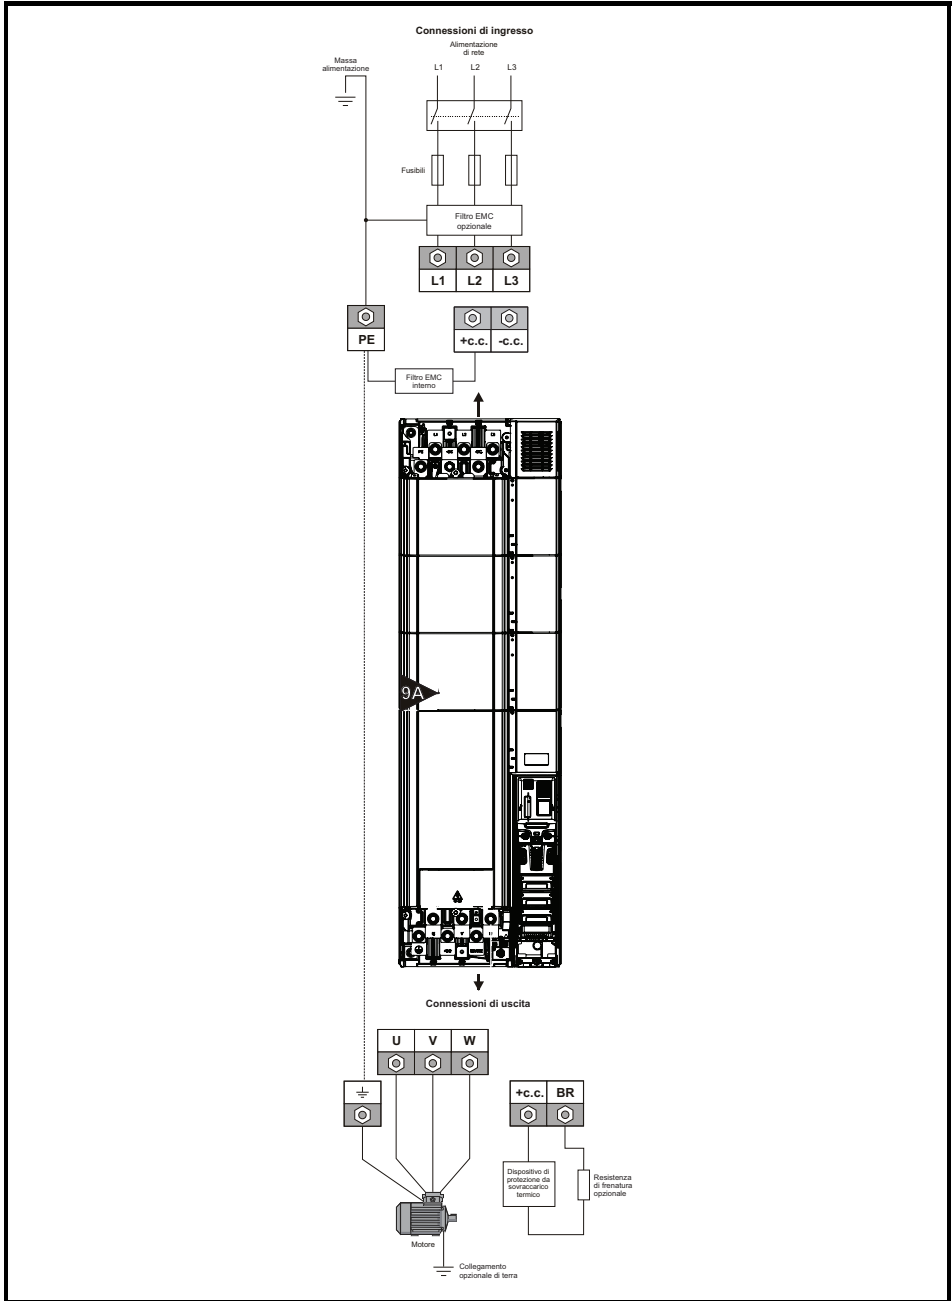 Connessioni di ingresso
Alimentazione
di rete
Massa
alimentazione
L1 L2 L3
Fusibili
Filtro EMC
opzionale
L1 L2 L3
PE
+c.c. -c.c.
Filtro EMC
interno
9A
Connessioni di uscita
U V W
+c.c. BR
Dispositivo di
protezione da
sovraccarico
termico
Resistenza
di frenatura
opzionale
Motore
Collegamento
opzionale di terra